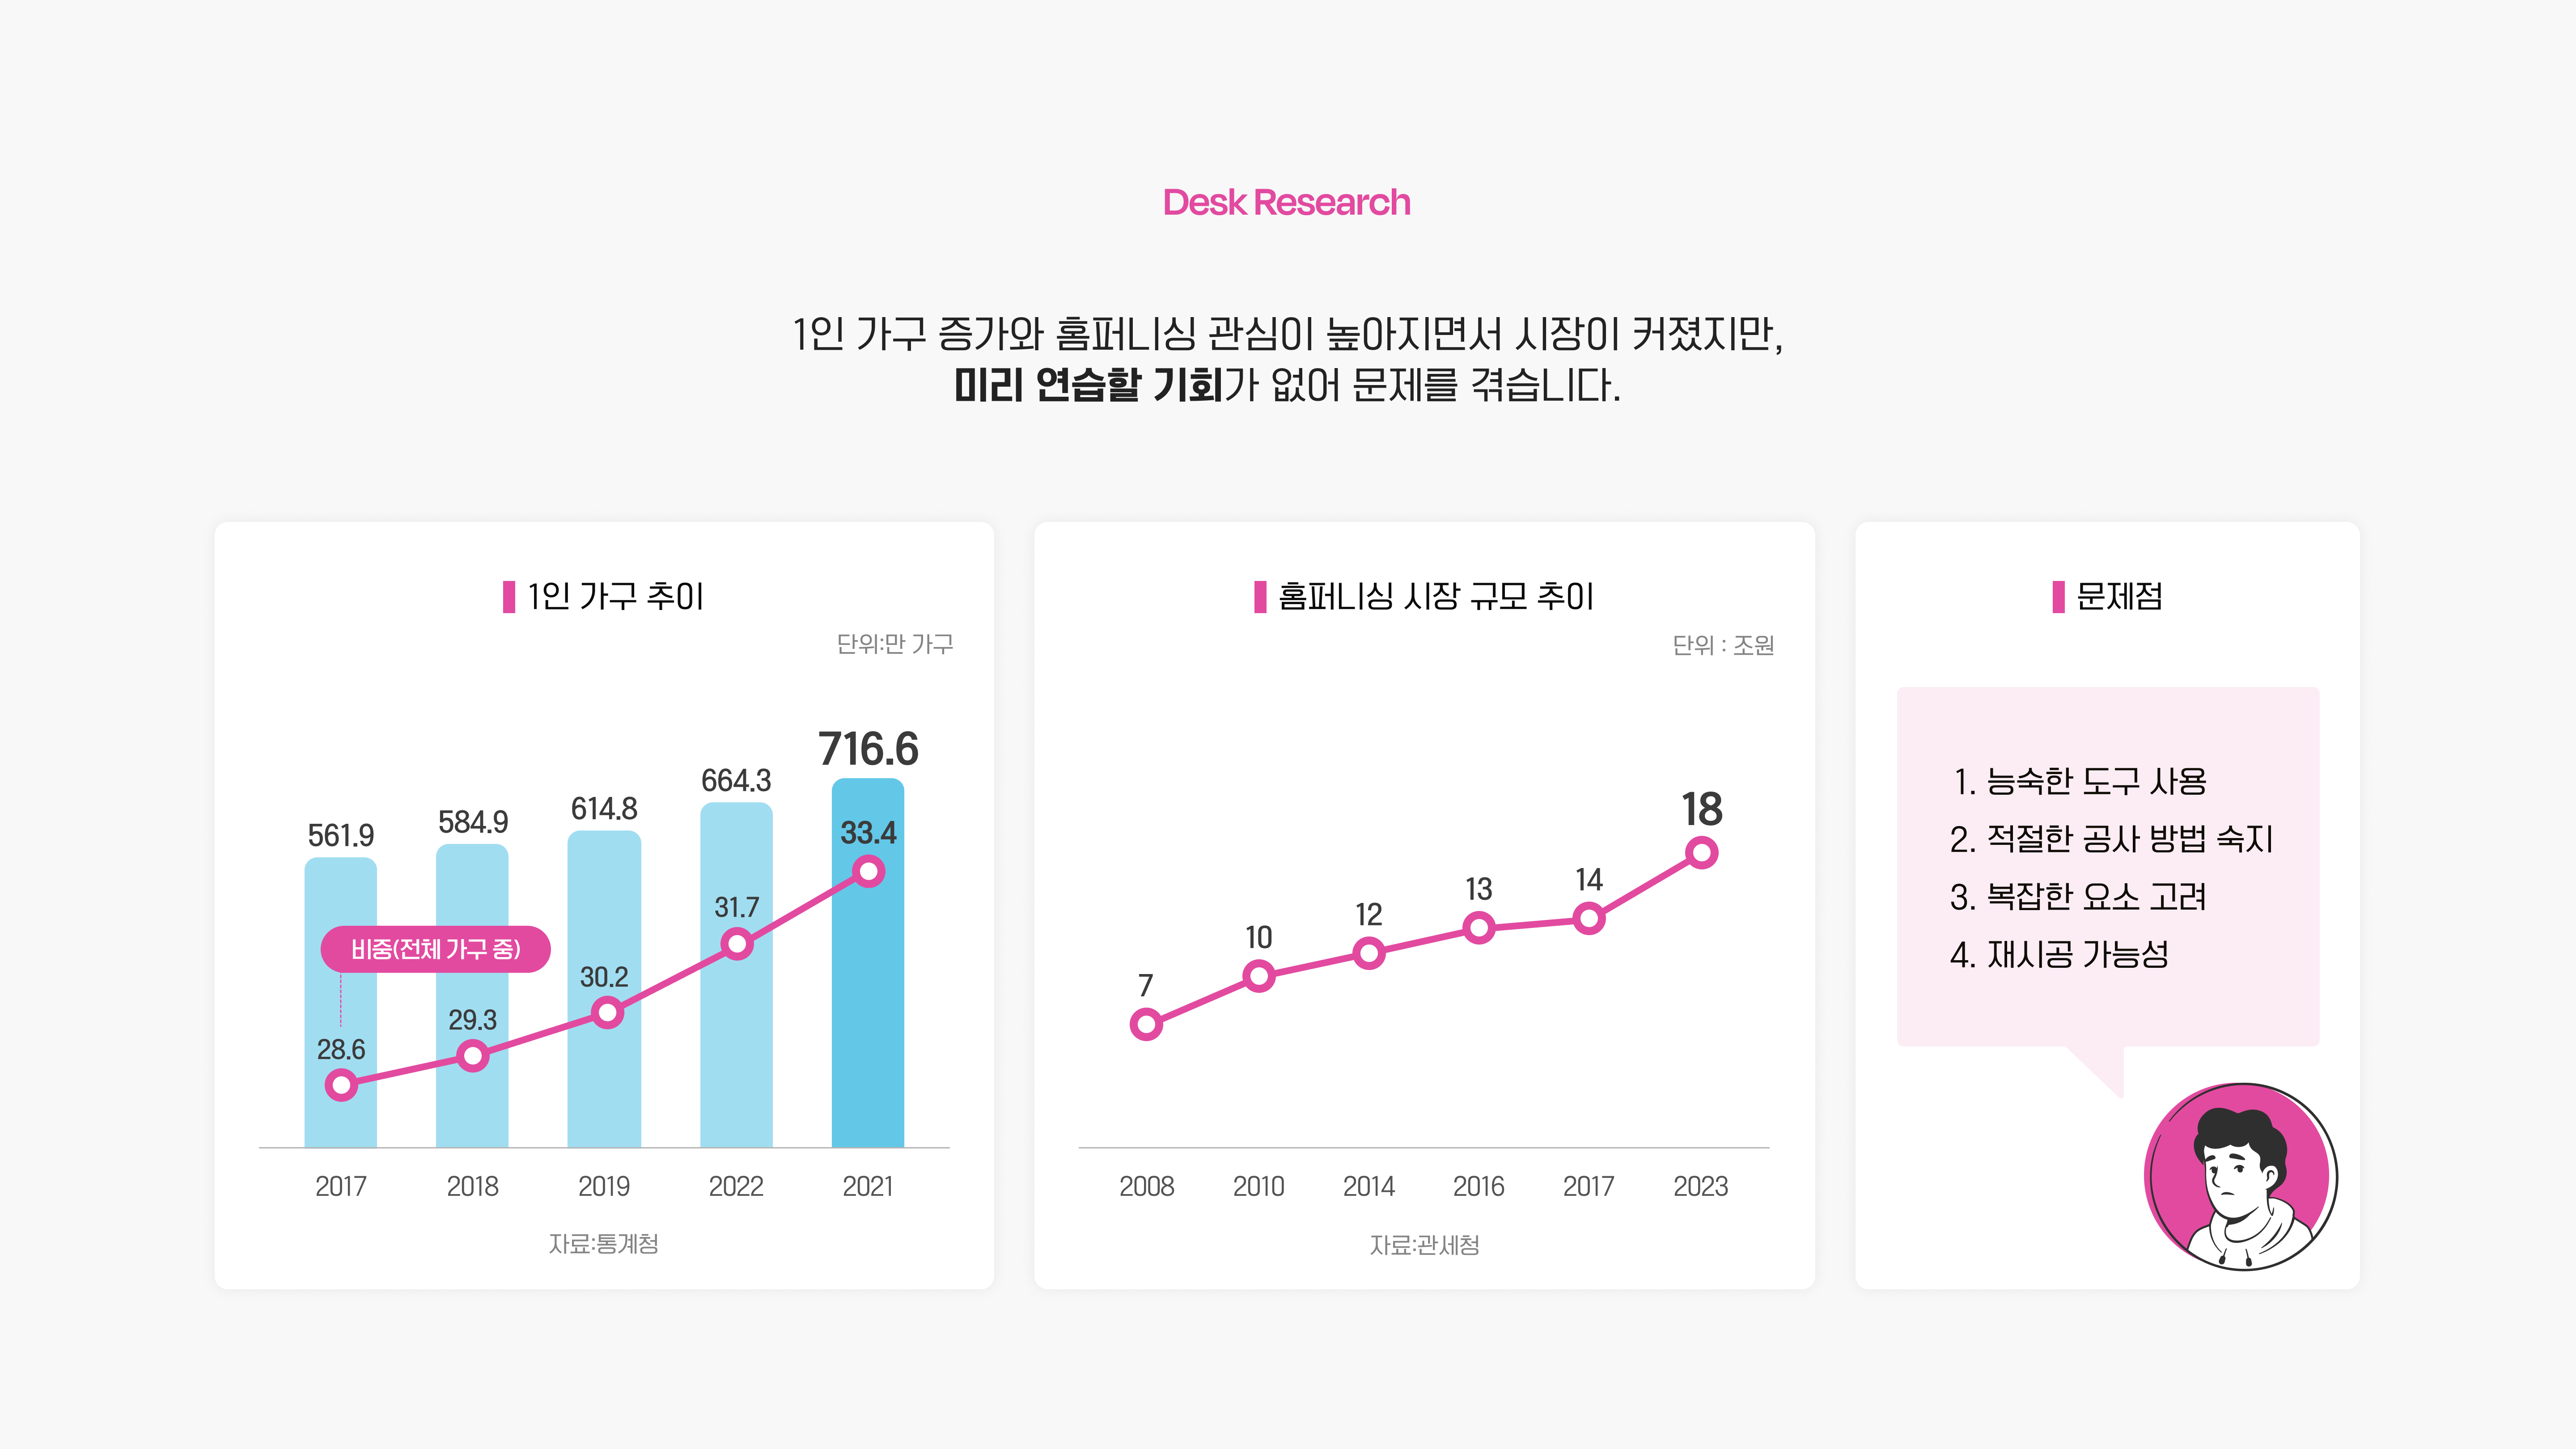 Desk Research
1인 가구 증가와 홈퍼니싱 관심이 높아지면서 시장이 커졌지만,
미리 연습할 기회가 없어 문제를 겪습니다.
1인 가구 추이
단위:만 가구
561.9
584.9
614.8
664.3
716.6
비중(전체 가구 중)
28.6
29.3
30.2
31.7
33.4
2017
2018
2019
2022
2021
자료:통계청
홈퍼니싱 시장 규모 추이
단위 : 조원
7
10
12
13
14
18
2008
2010
2014
2016
2017
2023
자료:관세청
문제점
1. 능숙한 도구 사용
2. 적절한 공사 방법 숙지
3. 복잡한 요소 고려
4. 재시공 가능성